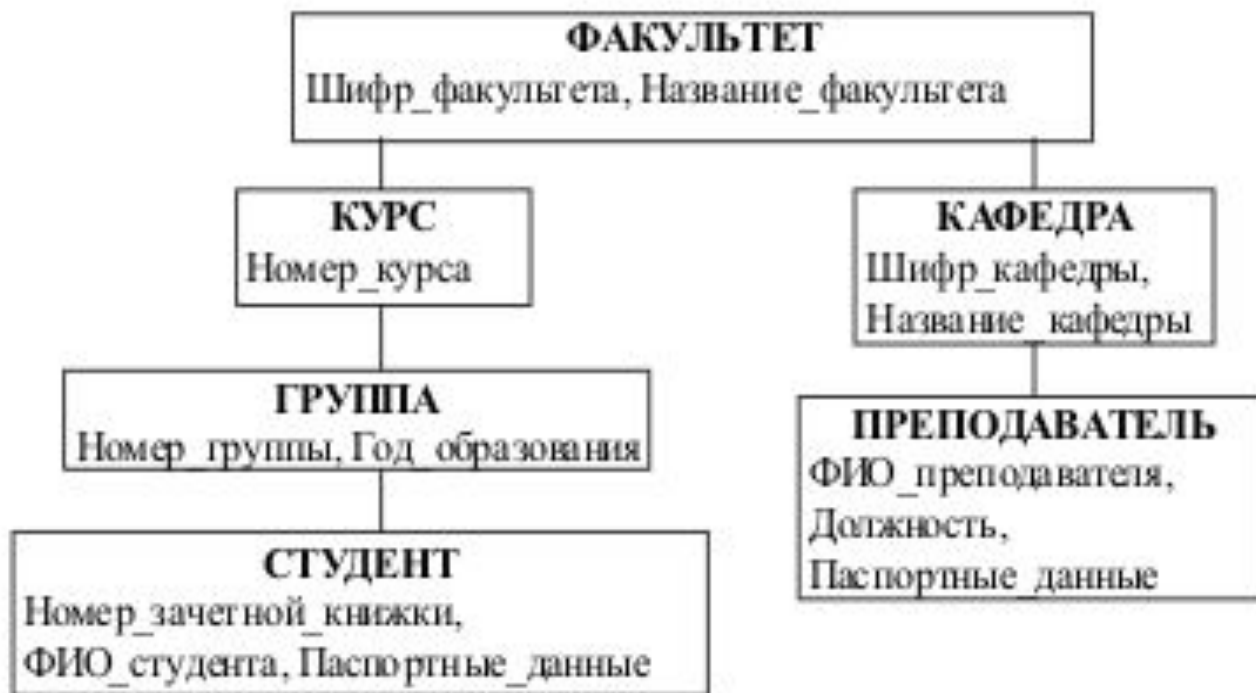 ФАКУЛЬТЕТ
Шифр_факультета, Название_факультета
КУРС
Номер_курса
КАФЕДРА
Шифр_кафедры,
Название_кафедры
ГРУППА
Номер_группы, Год_образования
ПРЕПОДАВАТЕЛЬ
ФИО_преподавателя,
Должность,
Паспортные_данные
СТУДЕНТ
Номер_зачетной_книжки,
ФИО_студента, Паспортные_данные